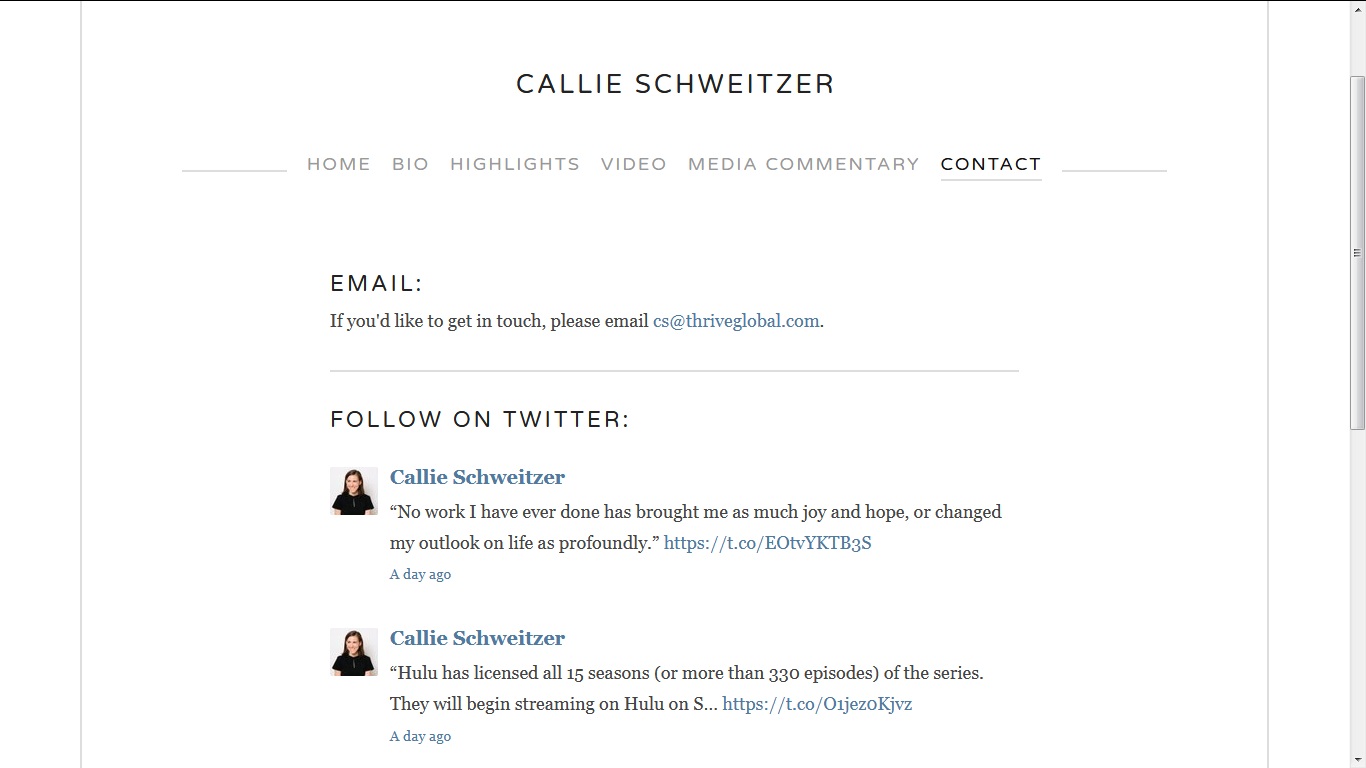 CALLIE SCHWEITZER
HOME BIO HIGHLIGHTS VIDEO MEDIA COMMENTARY CONTACT
EMAIL:
If you'd like to get in touch, please email cs@thriveglobal.com.
FOLLOW ON TWITTER:
Callie Schweitzer
“No work I have ever done has brought me as much joy and hope, or changed
my outlook on life as profoundly.” https://t.co/EOtvYKTB3S
A day ago
Callie Schweitzer
“Hulu has licensed all 15 seasons (or more than 330 episodes) of the series.
They will begin streaming on Hulu on S... https://t.co/O1jez0Kjvz
A day ago